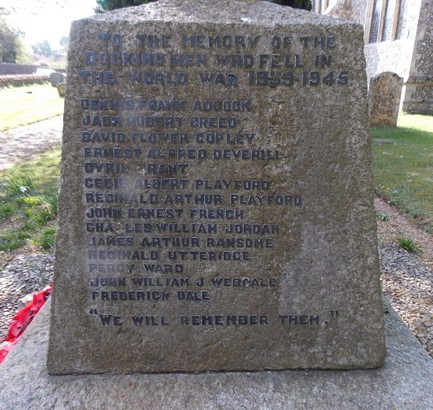 TO THE MEMORY OF THE
DOCKING MEN WHO FELL IN
THE WORLD WAR 1939-1945
DENNIS FRANK ADCOCK
JACK HUBERT BREED
DAVID FLOWER COPLEY
ERNEST ALFRED DEVERILL
CYRIL GRANT
CECIL ALBERT PLAYFORD
REGINALD ARTHUR PLAYFORD
JOHN ERNEST FRENCH
CHARLES WILLIAM JORDAN
JAMES ARTHUR RANSOME
REGINALD UTTERIDGE
PERCY WARD
JOHN WILLIAM J WEDDALE
FREDERICK DALE
"WE WILL REMEMBER THEM."